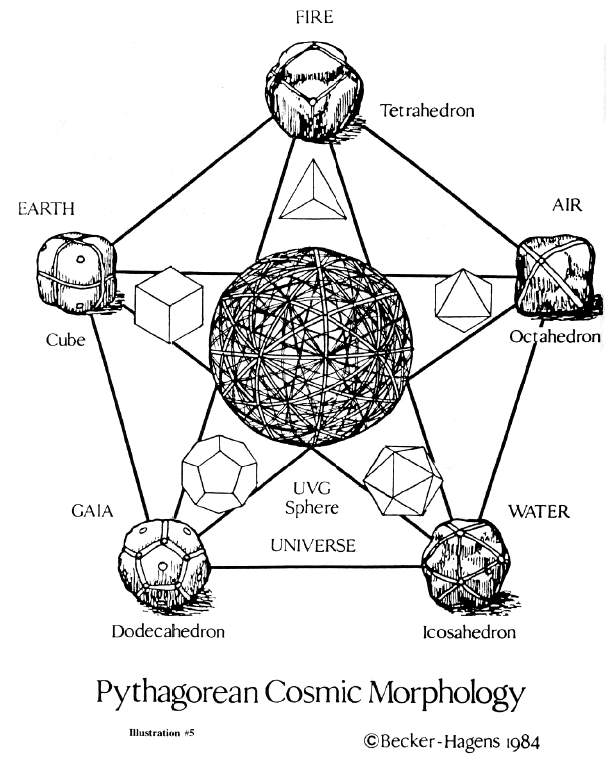 FIRE
Tetrahedron
EARTH
AIR
Cube
Octahedron
GAIA
UVG
Sphere
WATER
UNIVERSE
Dodecahedron
Icosahedron
Pythagorean Cosmic Morphology
Illustration #5
©Becker-Hagens 1984